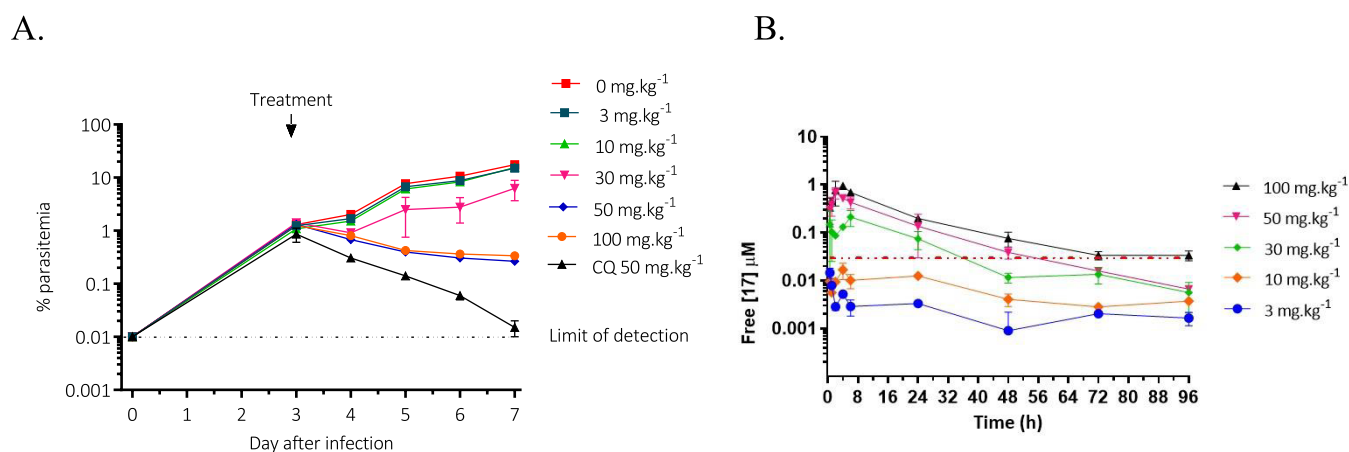 A.
Treatment
% parasitemia
100
10
1
0.1
0.01
0.001
0
1
2
3
4
5
6
7
Day after infection
0 mg.kg⁻¹
3 mg.kg⁻¹
10 mg.kg⁻¹
30 mg.kg⁻¹
50 mg.kg⁻¹
100 mg.kg⁻¹
CQ 50 mg.kg⁻¹
Limit of detection
B.
Free [17] µM
10
1
0.1
0.01
0.001
0
8
16
24
32
40
48
56
64
72
80
88
96
Time (h)
100 mg.kg⁻¹
50 mg.kg⁻¹
30 mg.kg⁻¹
10 mg.kg⁻¹
3 mg.kg⁻¹